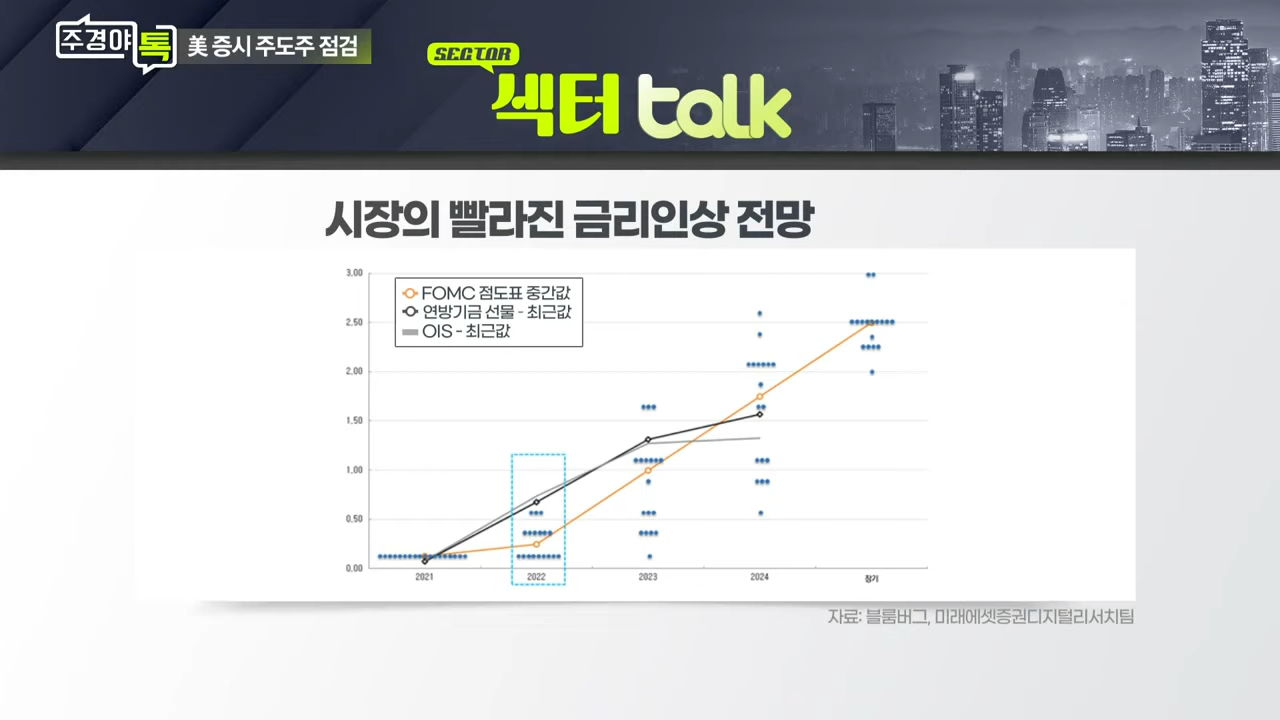 주경야톡
美 증시 주도주 점검
SECTOR
섹터 talk
시장의 빨라진 금리인상 전망
FOMC 점도표 중간값
연방기금 선물 - 최근값
OIS - 최근값
3,00
2,50
2,00
1,50
1,00
0,50
0,00
2021
2022
2023
2024
장기
자료: 블룸버그, 미래에셋증권디지털리서치팀